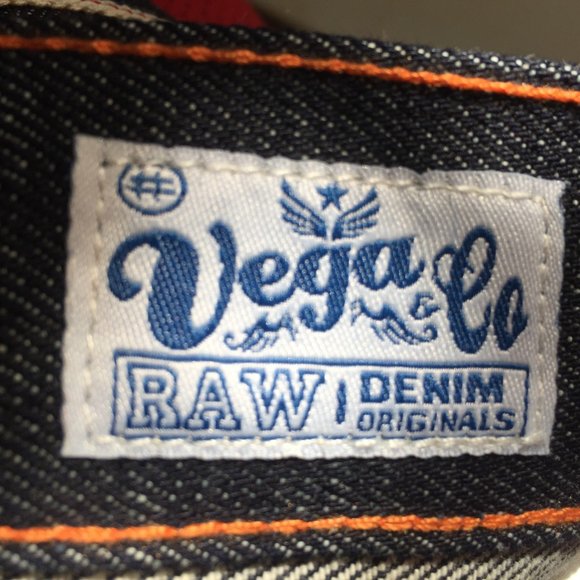 #
Vega & Co
RAW | DENIM
ORIGINALS